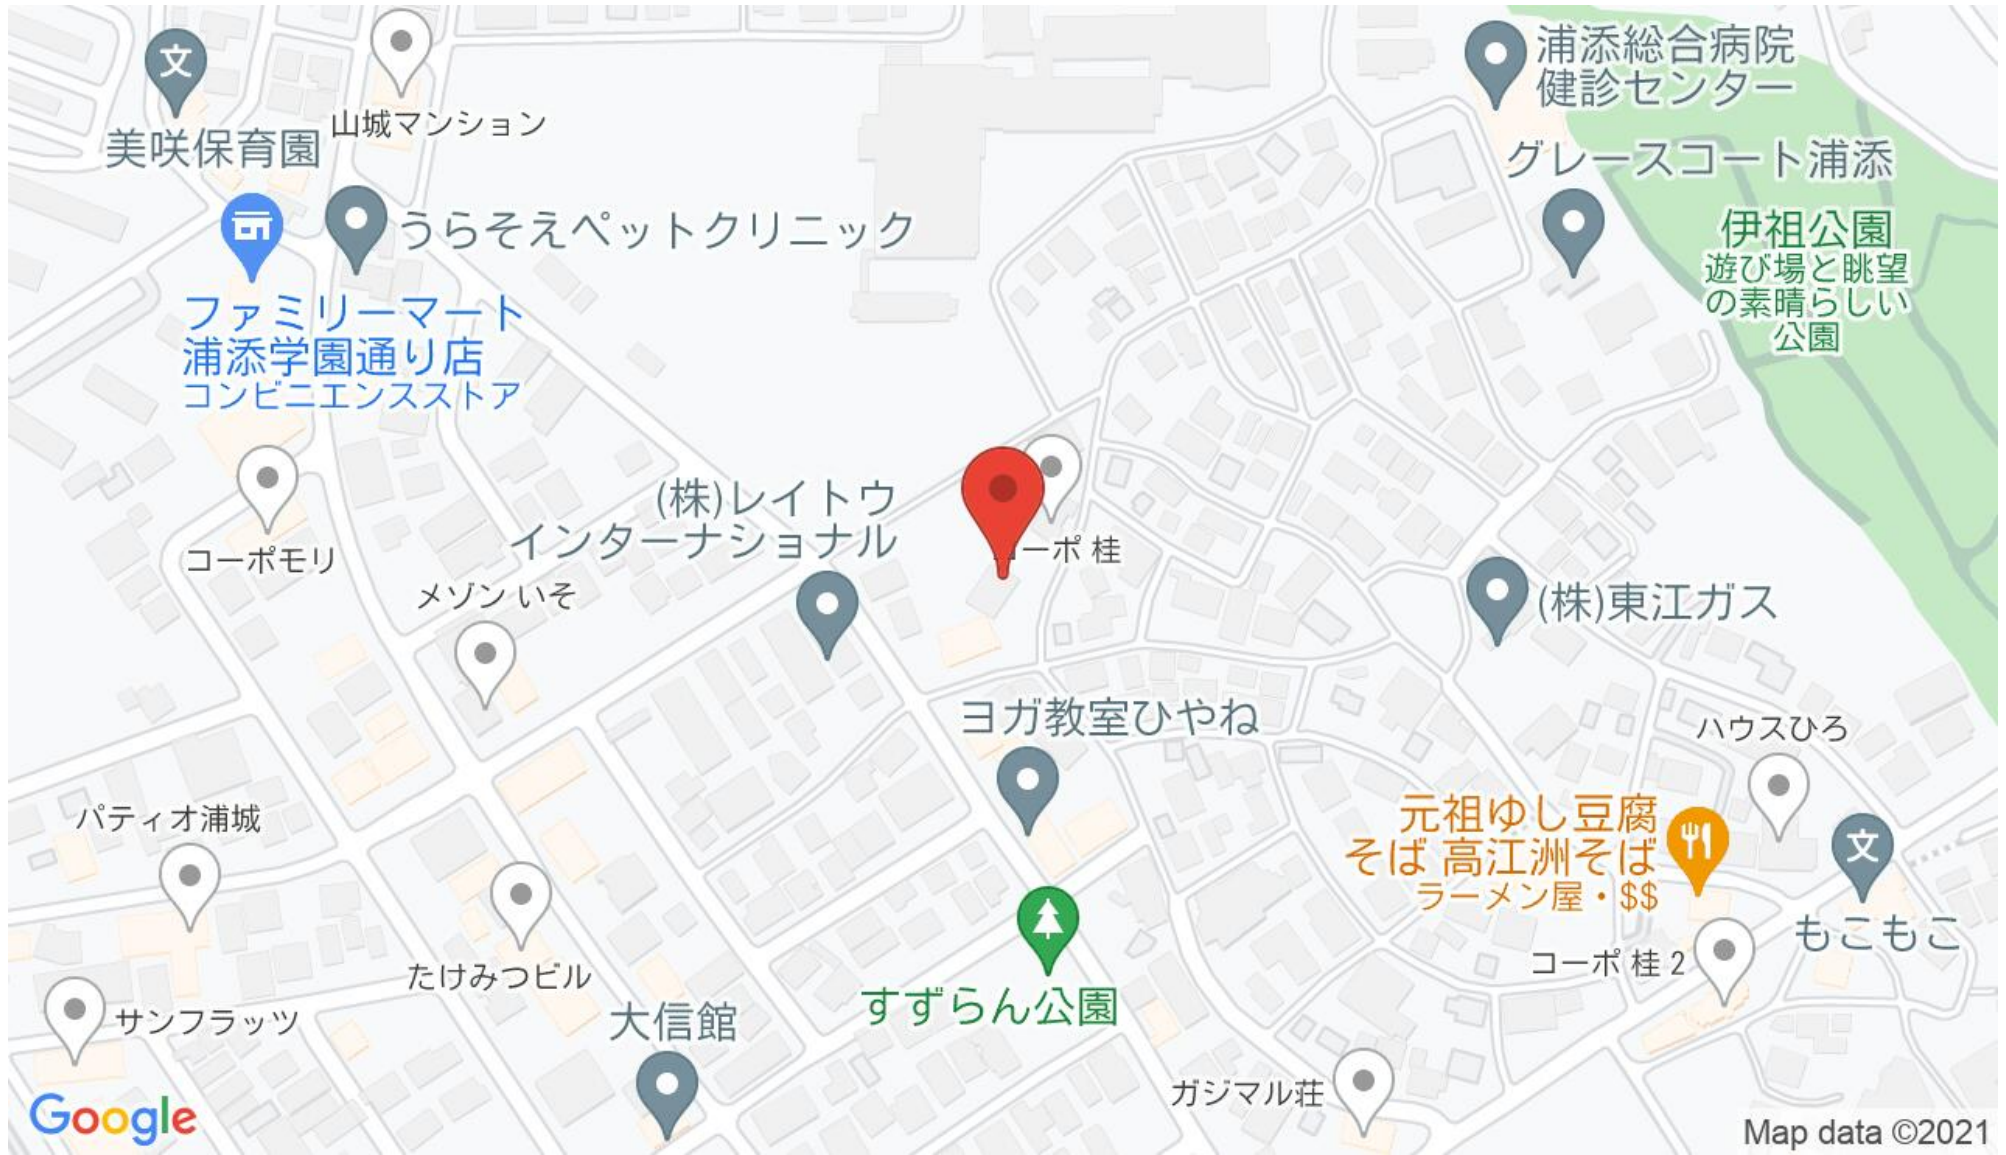 浦添総合病院
健診センター
山城マンション
美咲保育園
グレースコート浦添
うらそえペットクリニック
伊祖公園
遊び場と眺望
の素晴らしい
公園
ファミリーマート
浦添学園通り店
コンビニエンスストア
(株)レイトウ
インターナショナル
コーポモリ
ーポ 桂
メゾン いそ
(株)東江ガス
ヨガ教室ひやね
ハウスひろ
パティオ浦城
元祖ゆし豆腐
そば 高江洲そば
ラーメン屋・$$
もこもこ
コーポ 桂 2
たけみつビル
すずらん公園
サンフラッツ
大信館
ガジマル荘
Google
Map data ©2021